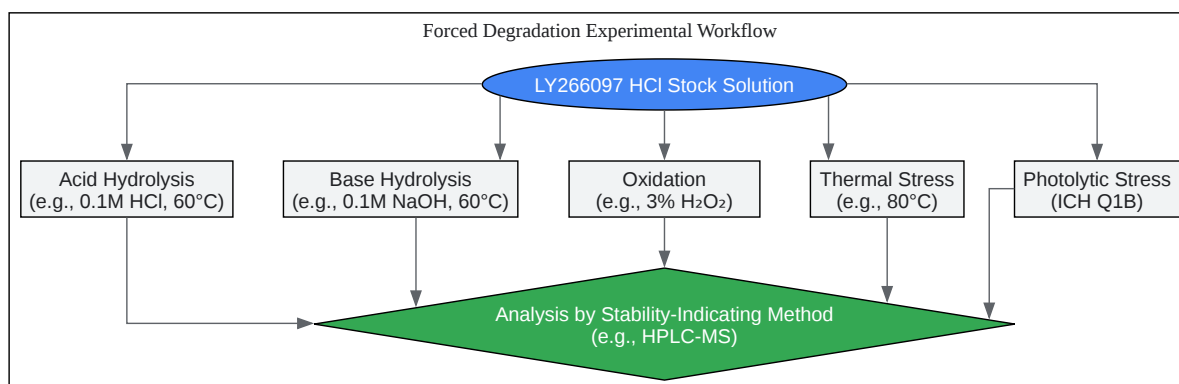 Forced Degradation Experimental Workflow
LY266097 HCl Stock Solution
Acid Hydrolysis
(e.g., 0.1M HCl, 60°C)
Base Hydrolysis
(e.g., 0.1M NaOH, 60°C)
Oxidation
(e.g., 3% H₂O₂)
Thermal Stress
(e.g., 80°C)
Photolytic Stress
(ICH Q1B)
Analysis by Stability-Indicating Method
(e.g., HPLC-MS)